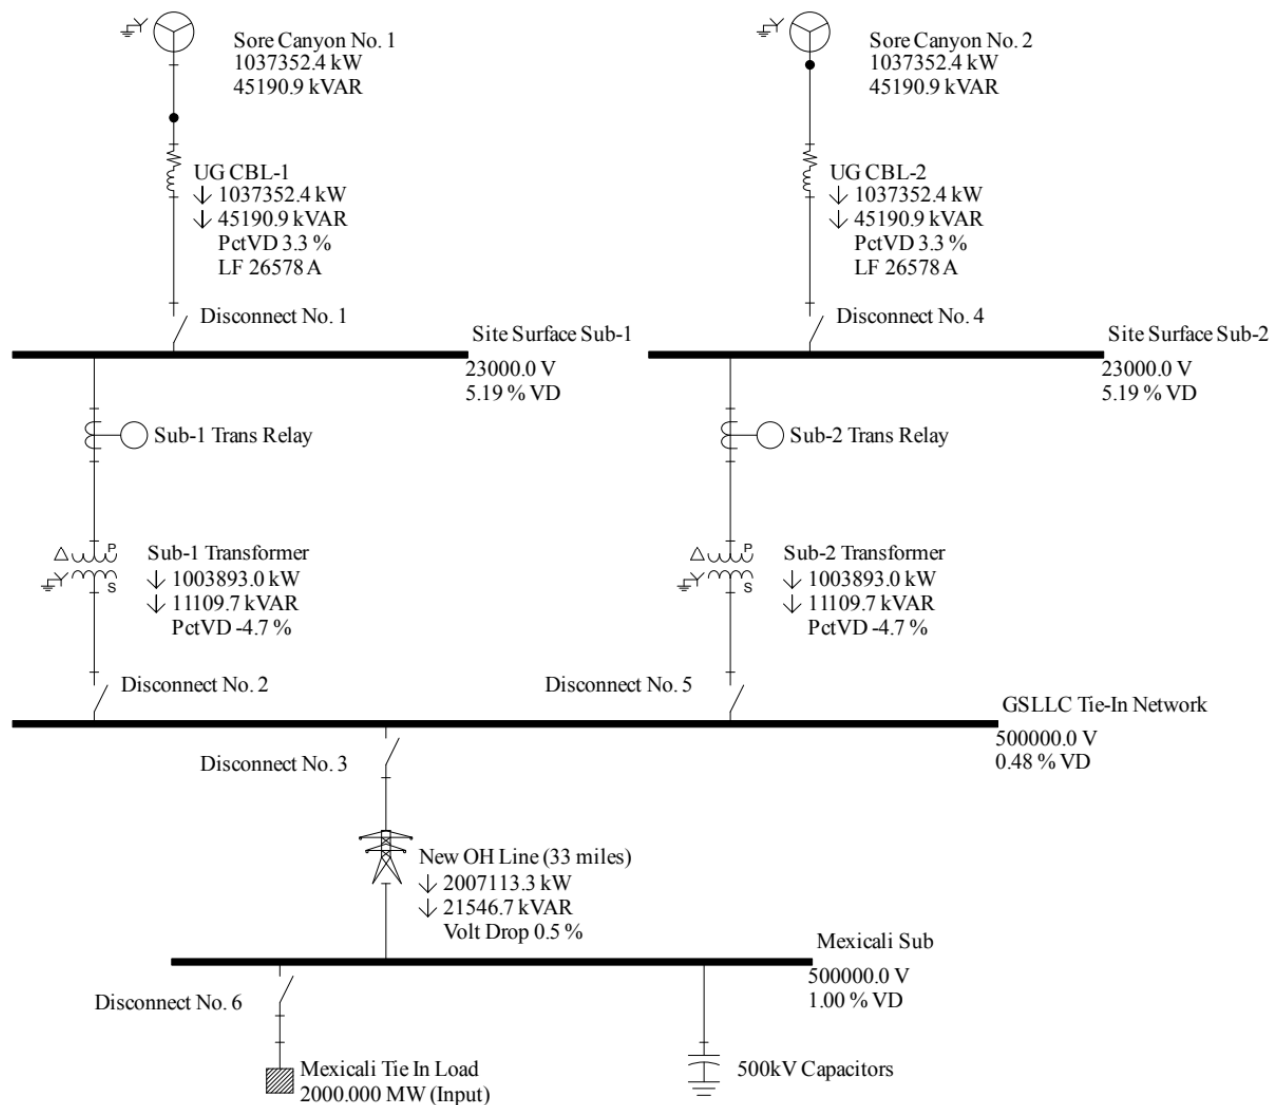 Sore Canyon No. 1
1037352.4 kW
45190.9 kVAR
Sore Canyon No. 2
1037352.4 kW
45190.9 kVAR
UG CBL-1
1037352.4 kW
45190.9 kVAR
PctVD 3.3 %
LF 26578 A
UG CBL-2
1037352.4 kW
45190.9 kVAR
PctVD 3.3 %
LF 26578 A
Disconnect No. 1
Disconnect No. 4
Site Surface Sub-1
23000.0 V
5.19 % VD
Site Surface Sub-2
23000.0 V
5.19 % VD
Sub-1 Trans Relay
Sub-2 Trans Relay
P
S
Sub-1 Transformer
1003893.0 kW
11109.7 kVAR
PctVD -4.7 %
P
S
Sub-2 Transformer
1003893.0 kW
11109.7 kVAR
PctVD -4.7 %
Disconnect No. 2
Disconnect No. 5
GSLLC Tie-In Network
500000.0 V
0.48 % VD
Disconnect No. 3
New OH Line (33 miles)
2007113.3 kW
21546.7 kVAR
Volt Drop 0.5 %
Mexicali Sub
500000.0 V
1.00 % VD
Disconnect No. 6
Mexicali Tie In Load
2000.000 MW (Input)
500kV Capacitors